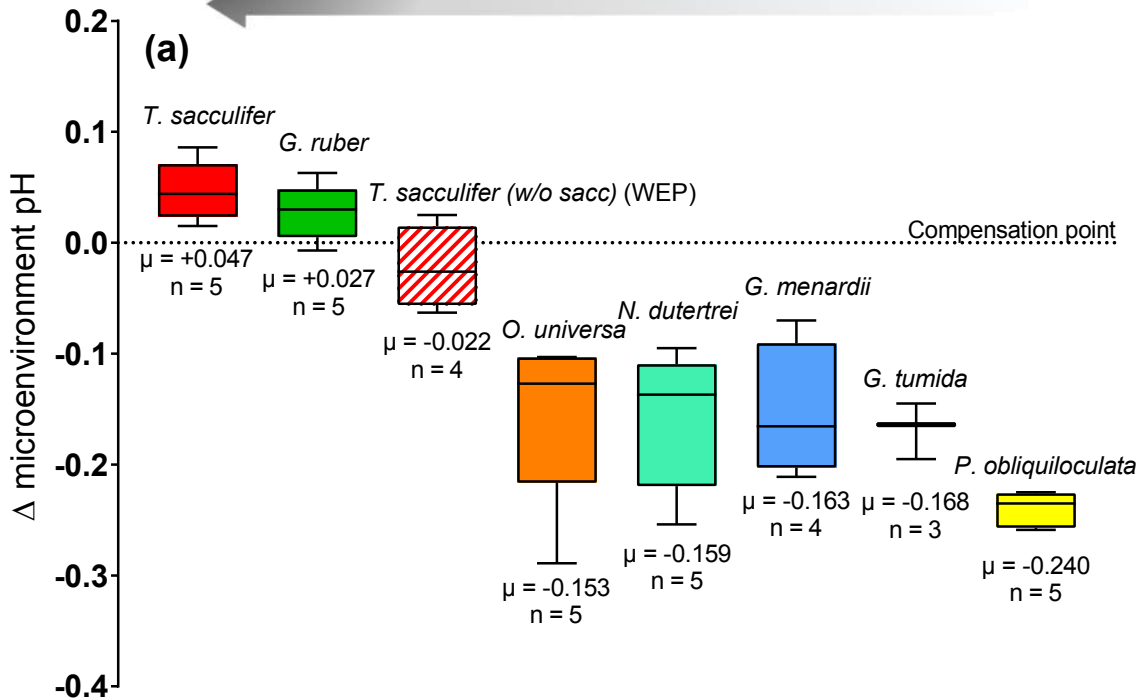 0.2
(a)
0.1
T. sacculifer
G. ruber
T. sacculifer (w/o sacc) (WEP)
Compensation point
0.0
μ = +0.047
n = 5
μ = +0.027
n = 5
Δ microenvironment pH
μ = -0.022
n = 4
O. universa
N. dutertrei
G. menardii
-0.1
G. tumida
P. obliquiloculata
-0.2
μ = -0.163
n = 4
μ = -0.168
n = 3
μ = -0.159
n = 5
μ = -0.153
n = 5
μ = -0.240
n = 5
-0.3
-0.4